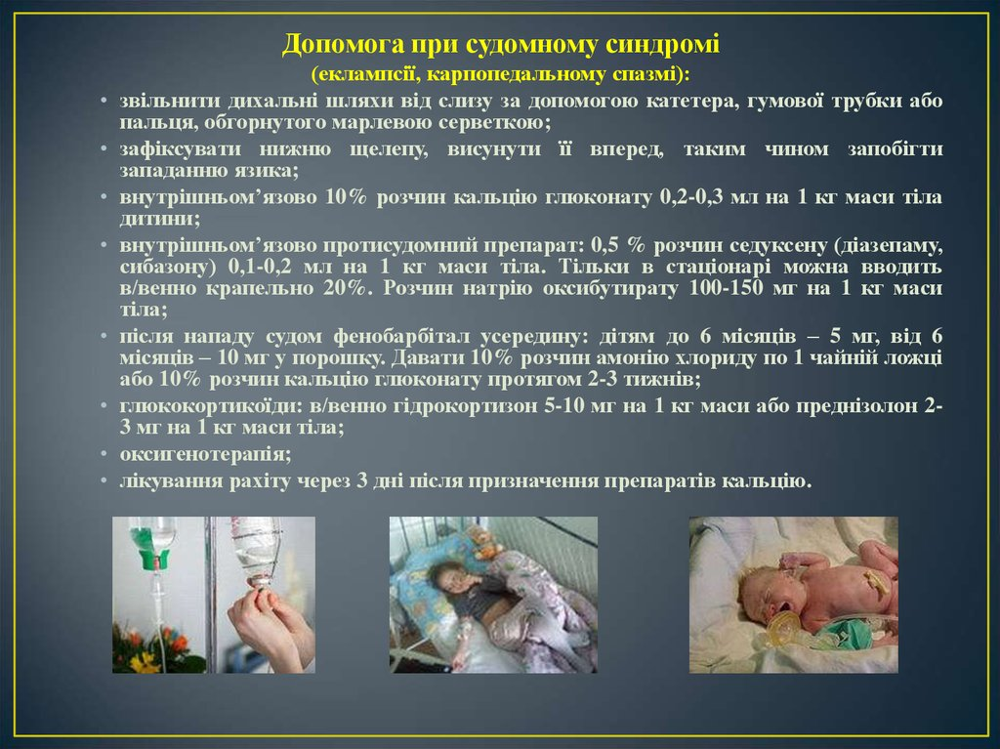 Допомога при судомному синдромі
(еклампсії, карпопедальному спазмі):
• звільнити дихальні шляхи від слизу за допомогою катетера, гумової трубки або
пальця, обгорнутого марлевою серветкою;
• зафіксувати нижню щелепу, висунути її вперед, таким чином запобігти
западанню язика;
• внутрішньом’язово 10% розчин кальцію глюконату 0,2-0,3 мл на 1 кг маси тіла
дитини;
• внутрішньом’язово протисудомний препарат: 0,5 % розчин седуксену (діазепаму,
сибазону) 0,1-0,2 мл на 1 кг маси тіла. Тільки в стаціонарі можна вводить
в/венно крапельно 20%. Розчин натрію оксибутирату 100-150 мг на 1 кг маси
тіла;
• після нападу судом фенобарбітал усередину: дітям до 6 місяців – 5 мг, від 6
місяців – 10 мг у порошку. Давати 10% розчин амонію хлориду по 1 чайній ложці
або 10% розчин кальцію глюконату протягом 2-3 тижнів;
• глюкокортикоїди: в/венно гідрокортизон 5-10 мг на 1 кг маси або преднізолон 2-
3 мг на 1 кг маси тіла;
• оксигенотерапія;
• лікування рахіту через 3 дні після призначення препаратів кальцію.